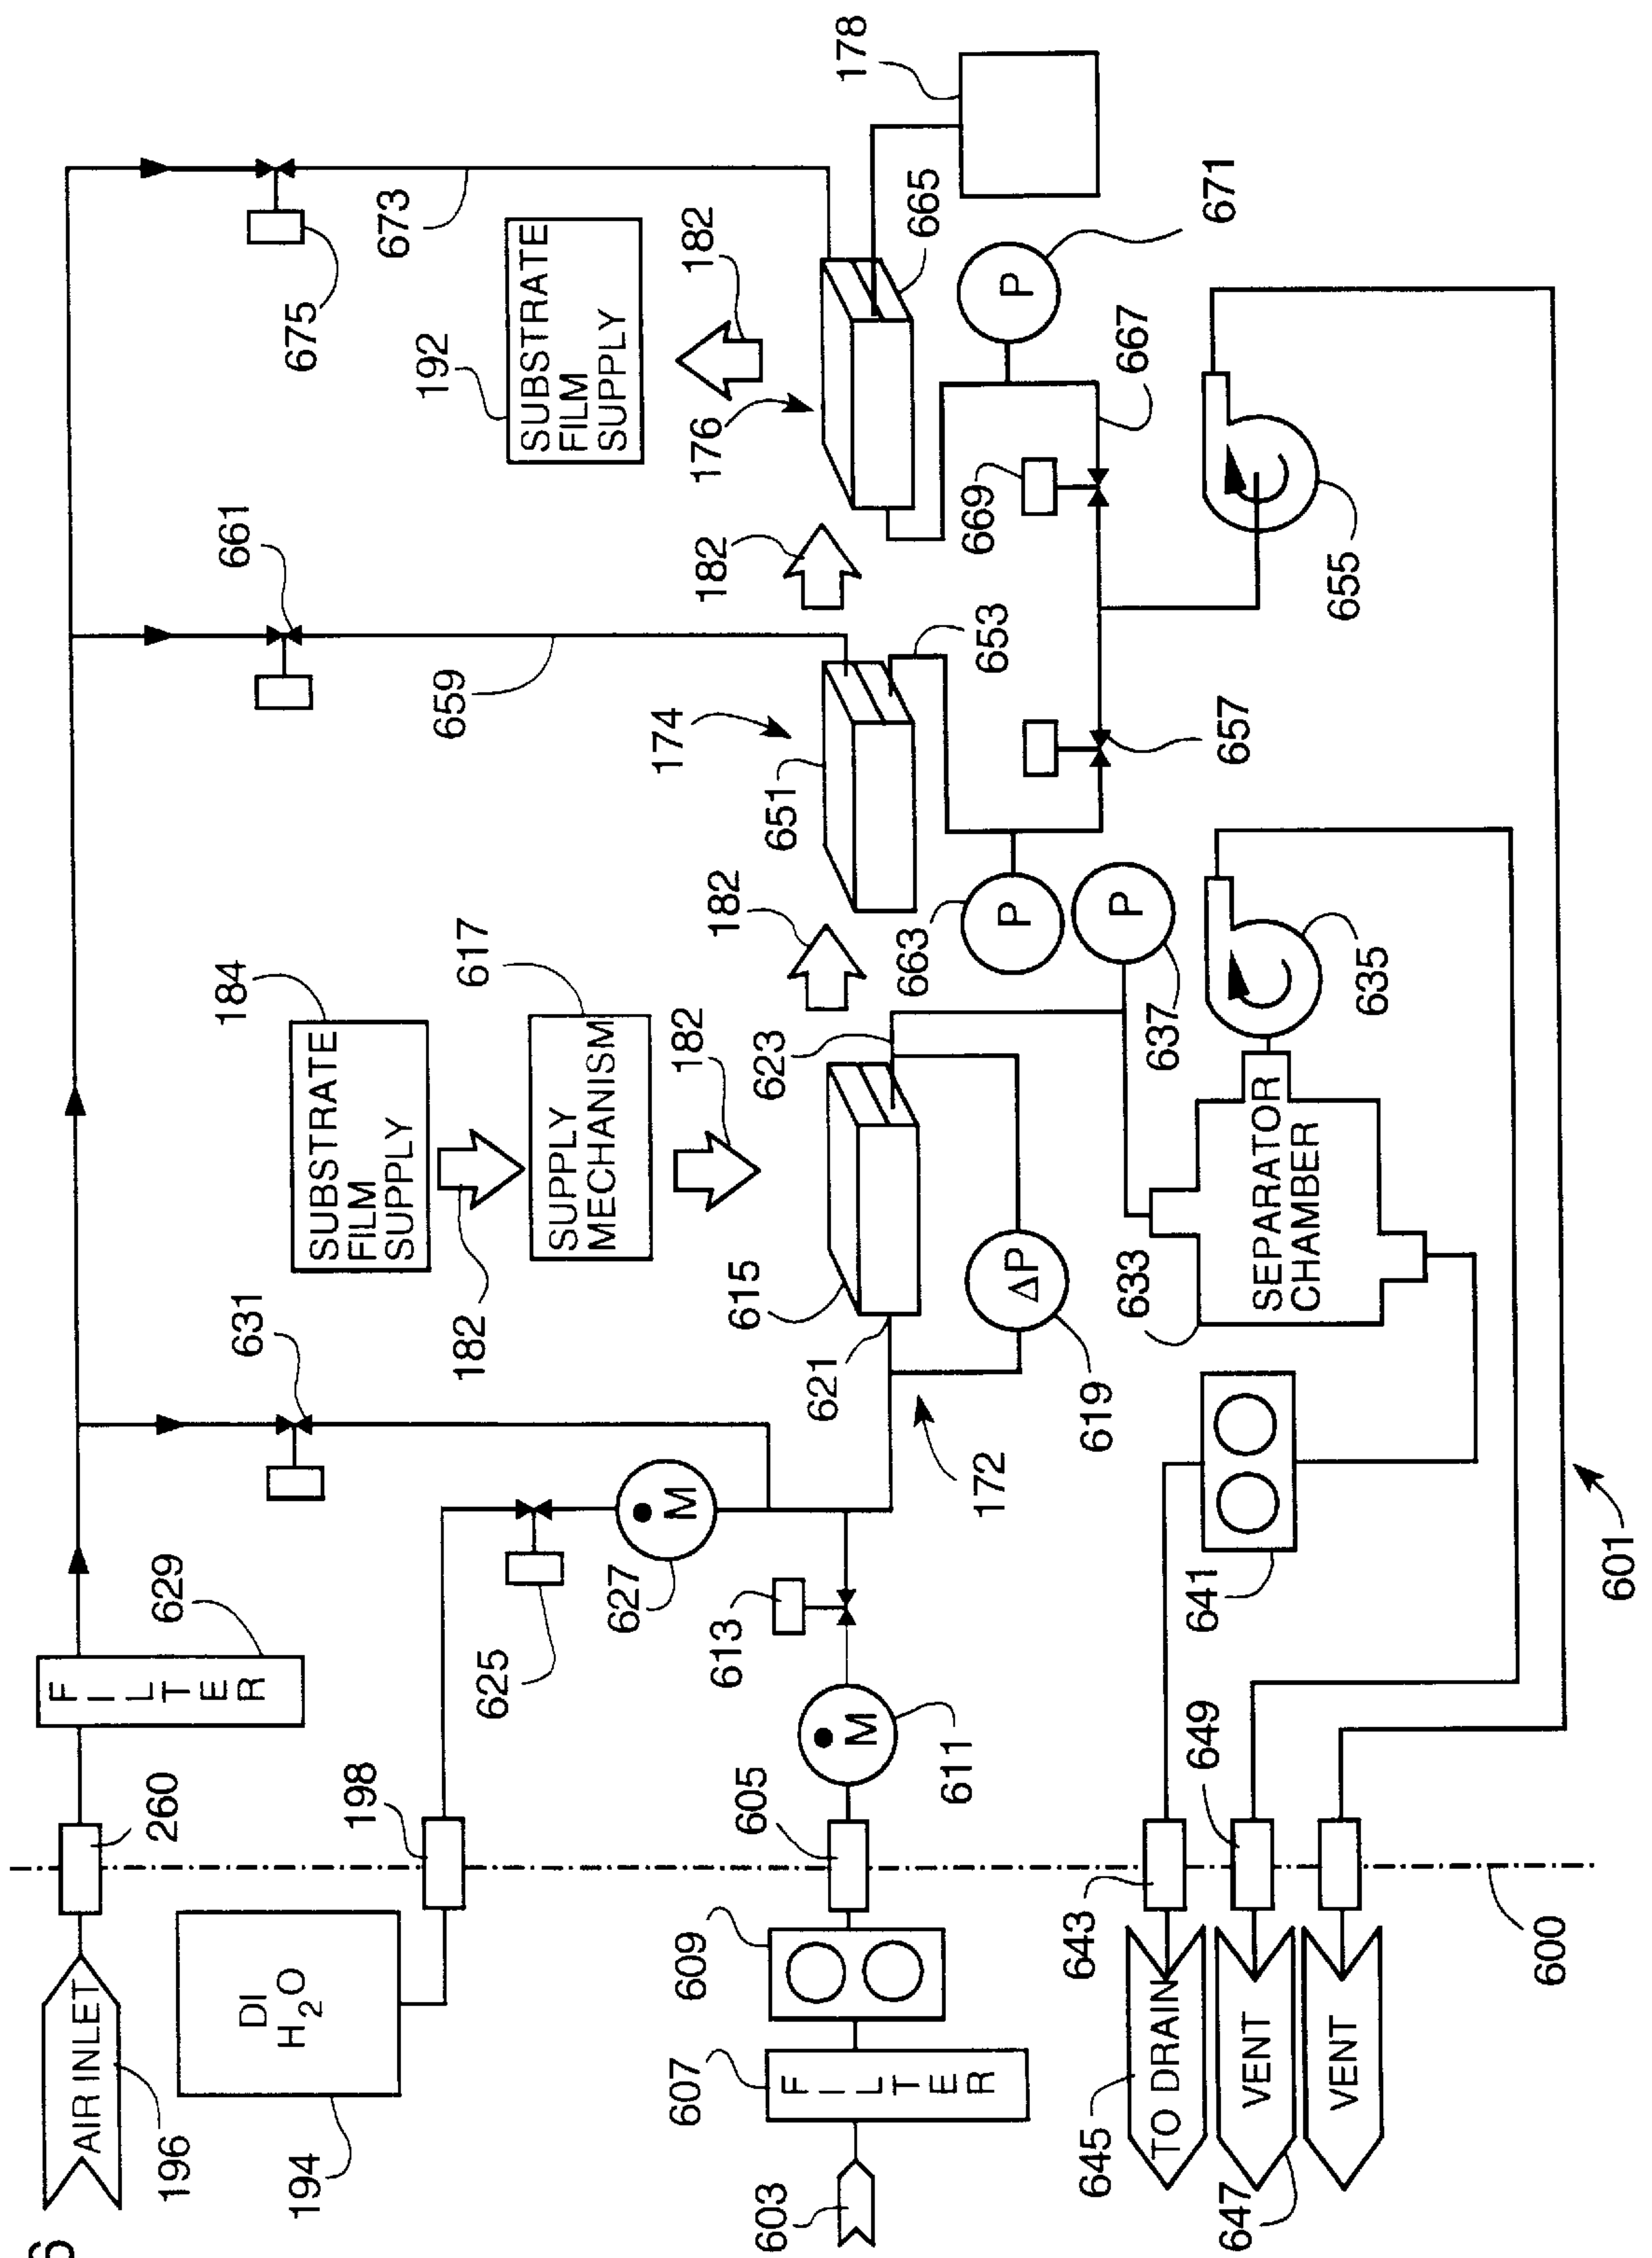 6
AIR INLET
196
260
FILTER
629
631
661
675
673
659
DI
H2O
194
198
625
627
M
SUBSTRATE
FILM
SUPPLY
184
182
SUPPLY
MECHANISM
617
182
192
SUBSTRATE
FILM
SUPPLY
182
178
603
607
FILTER
609
605
611
M
613
615
621
623
172
619
ΔP
182
174
651
653
182
176
665
663
P
637
P
657
669
667
671
P
655
633
SEPARATOR
CHAMBER
635
641
643
645
TO DRAIN
649
647
VENT
VENT
600
601